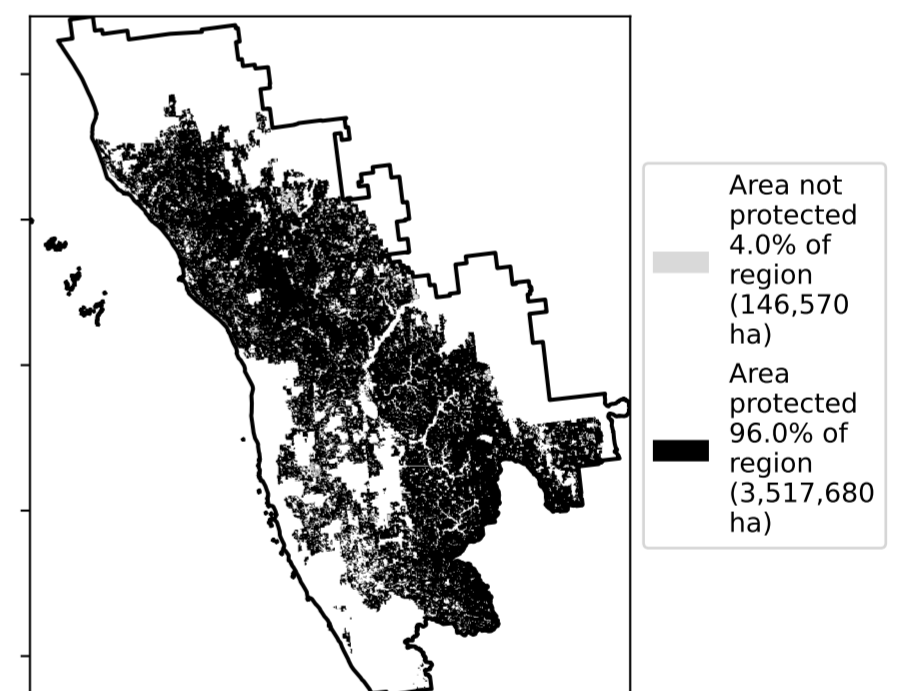 Area not
protected
4.0% of
region
(146,570
ha)
Area
protected
96.0% of
region
(3,517,680
ha)